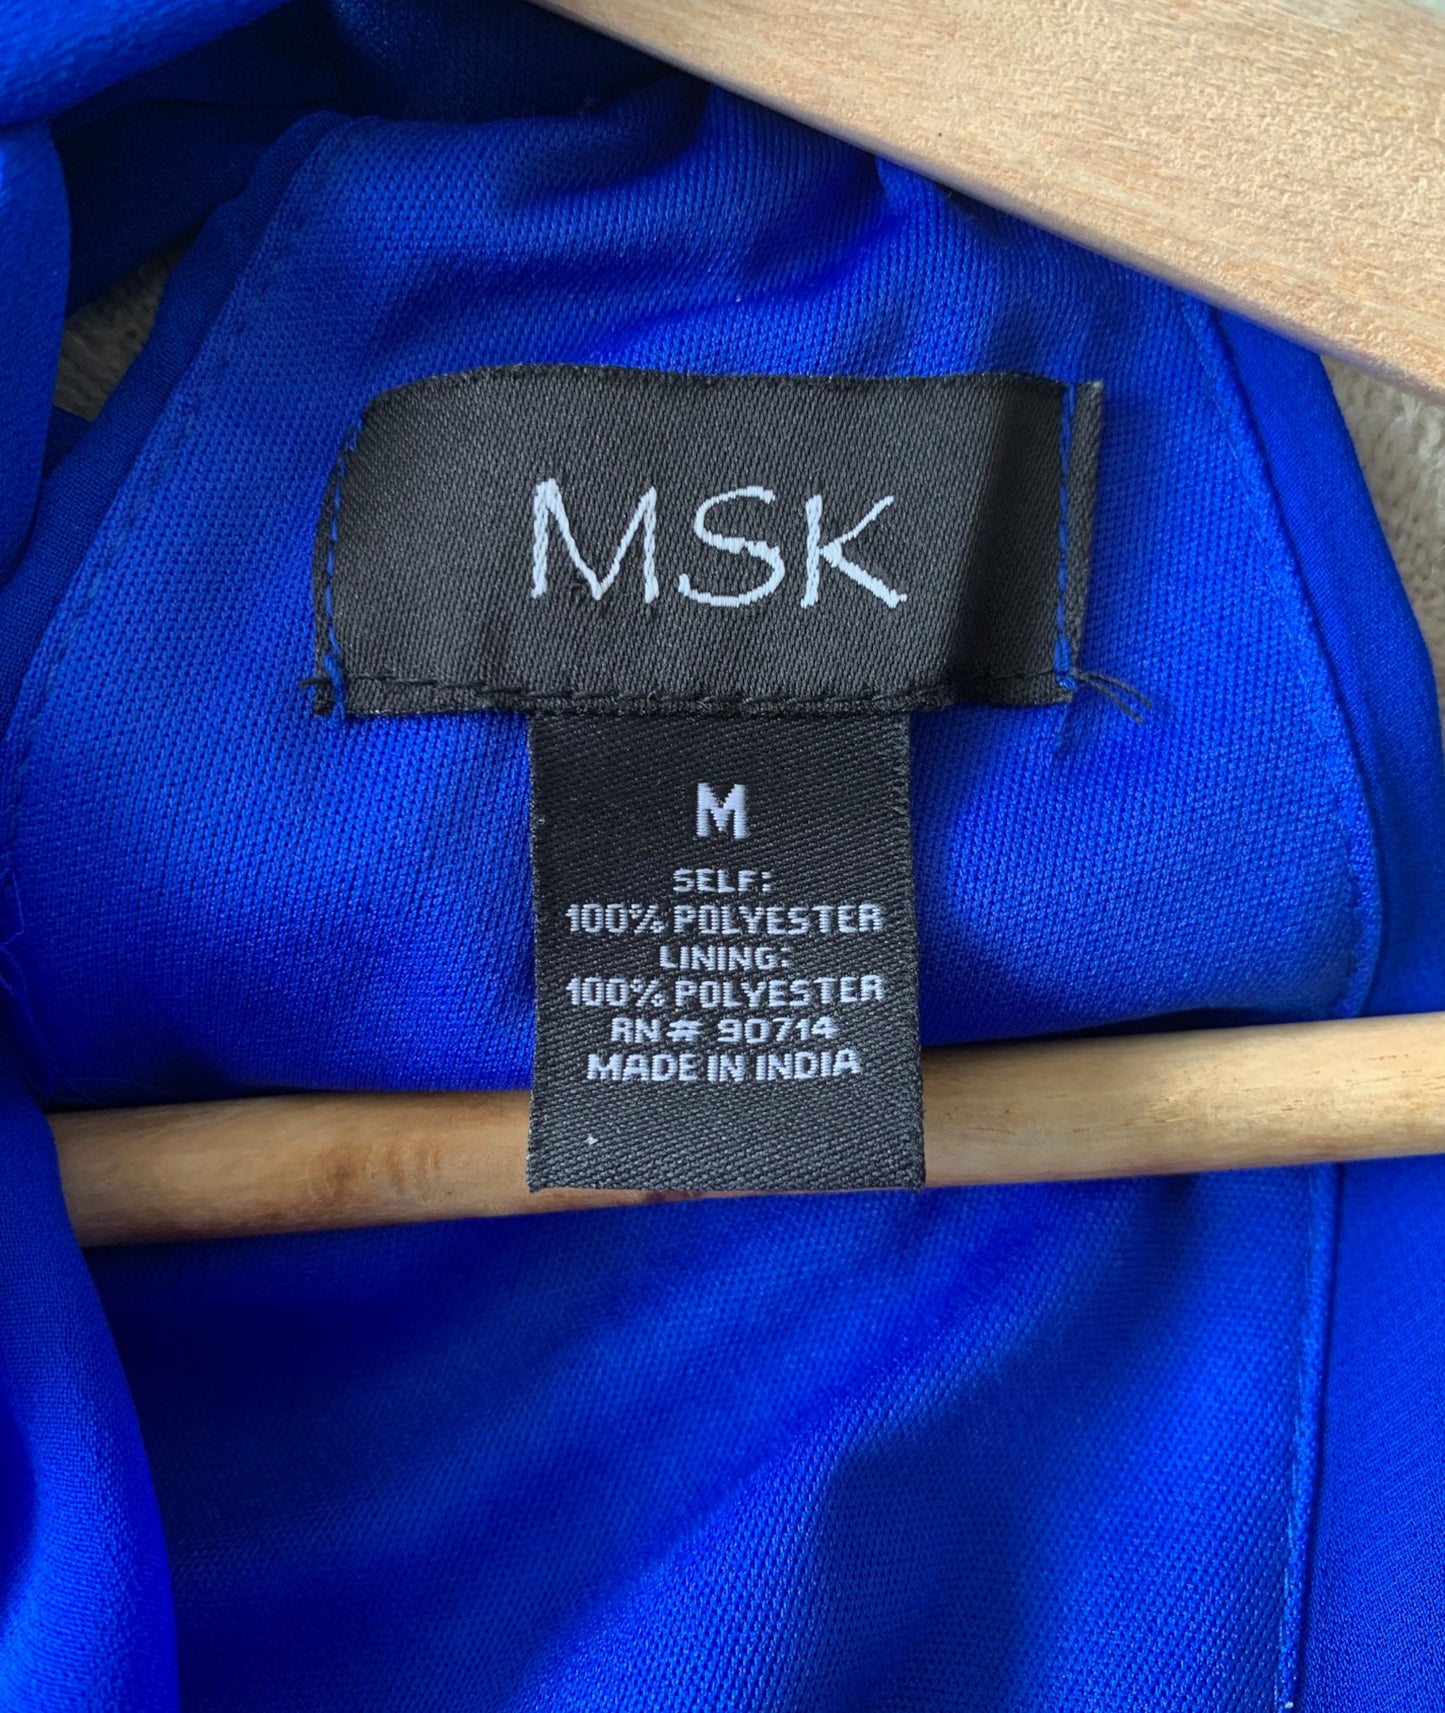 MSK
M
SELF:
100% POLYESTER
LINING:
100% POLYESTER
RN# 90714
MADE IN INDIA